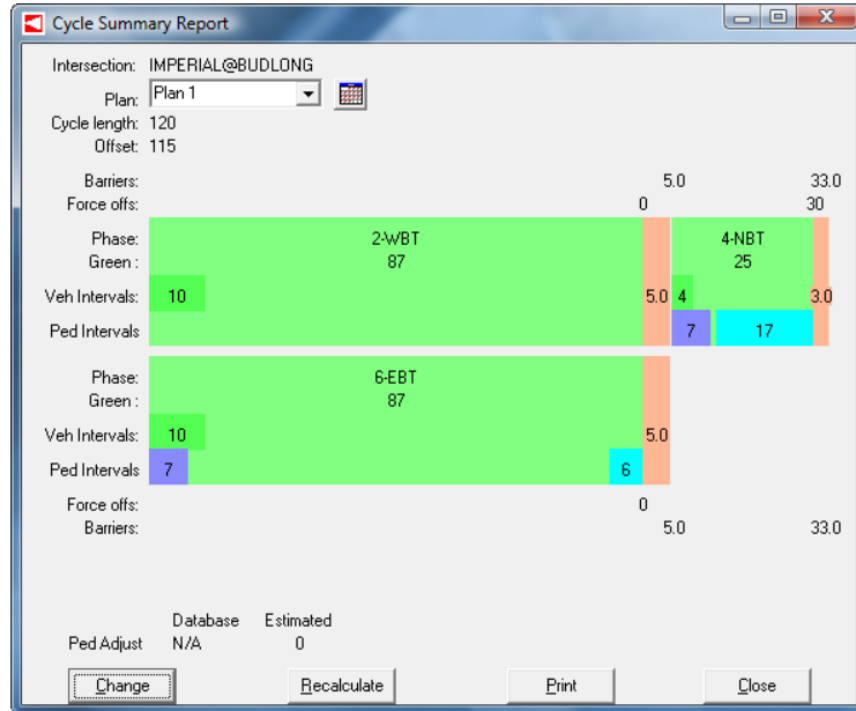 Cycle Summary Report
Intersection: IMPERIAL@BUDLONG
Plan: Plan 1
Cycle length: 120
Offset: 115
Barriers: 5.0 33.0
Force offs: 0 30
Phase: 2-WBT 4-NBT
Green : 87 25
Veh Intervals: 10 5.0 4 3.0
Ped Intervals 7 17
Phase: 6-EBT
Green : 87
Veh Intervals: 10 5.0
Ped Intervals 7 6
Force offs: 0
Barriers: 5.0 33.0
Database Estimated
Ped Adjust N/A 0
Change Recalculate Print Close